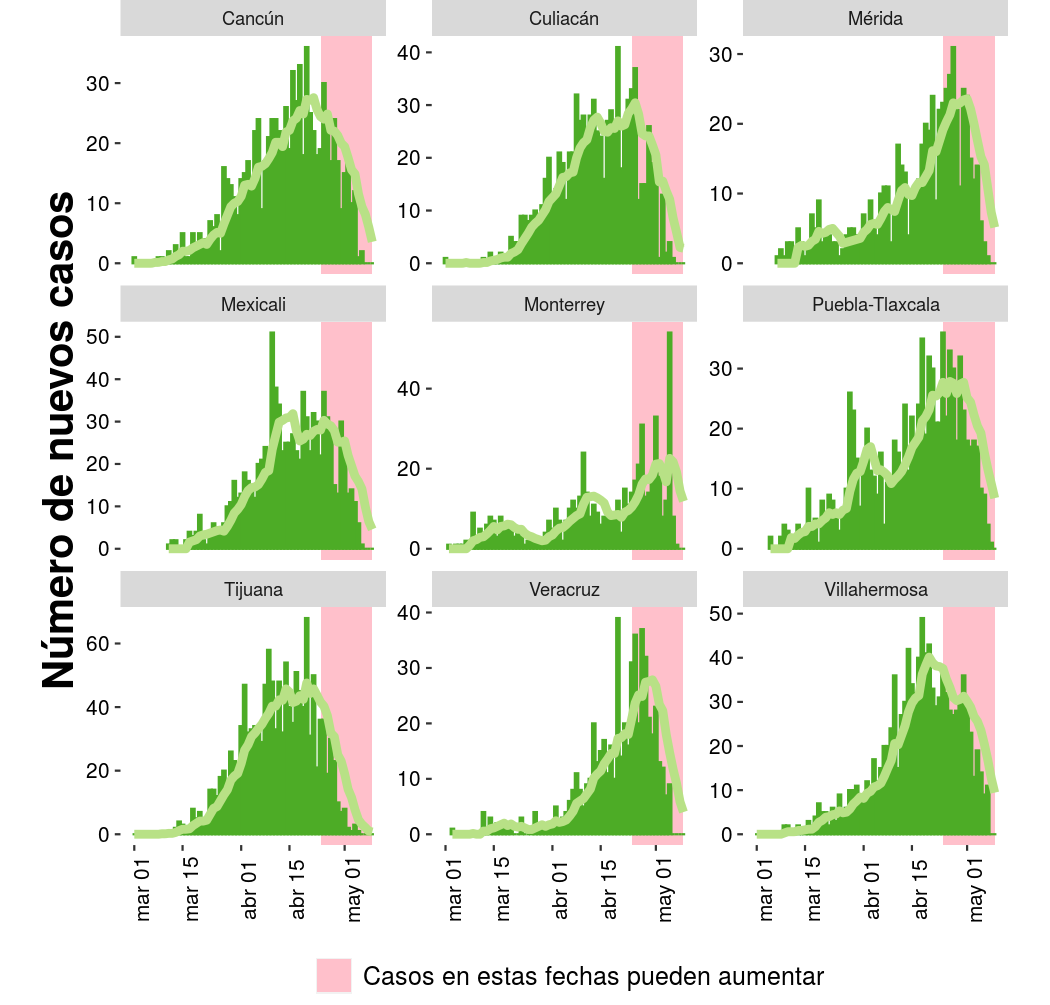 Número de nuevos casos
Cancún
30
20
10
0
Culiacán
40
30
20
10
0
Mérida
30
20
10
0
Mexicali
50
40
30
20
10
0
Monterrey
40
20
0
Puebla-Tlaxcala
30
20
10
0
Tijuana
60
40
20
0
mar 01
mar 15
abr 01
abr 15
may 01
Veracruz
40
30
20
10
0
mar 01
mar 15
abr 01
abr 15
may 01
Villahermosa
50
40
30
20
10
0
mar 01
mar 15
abr 01
abr 15
may 01
Casos en estas fechas pueden aumentar